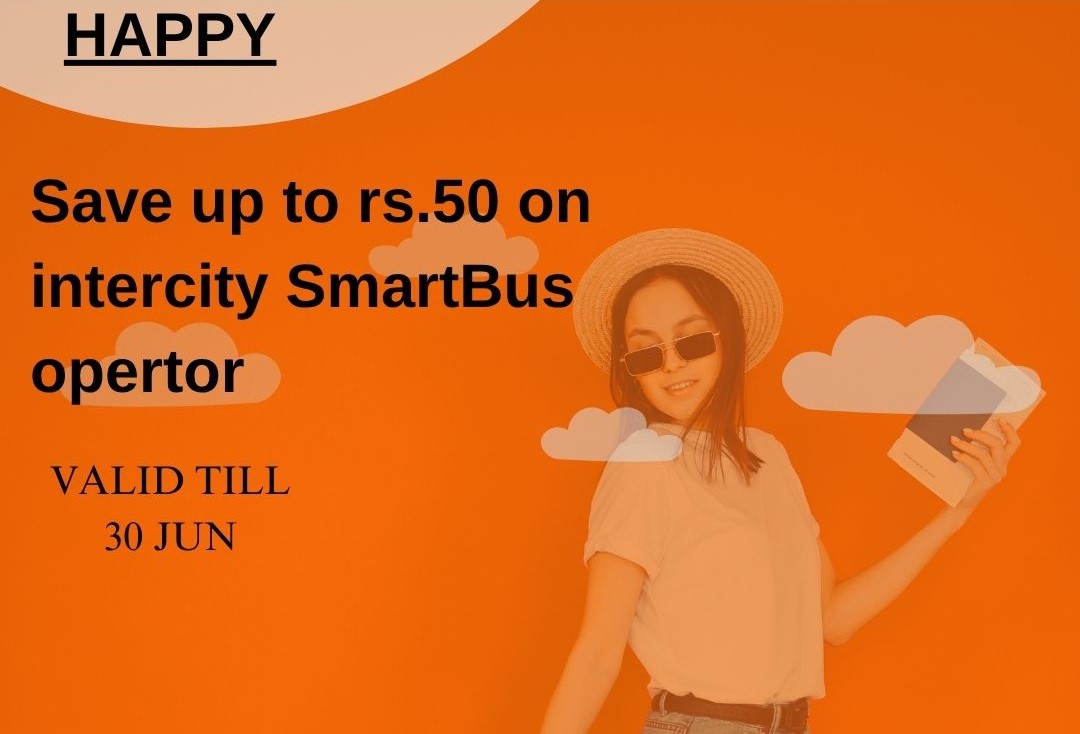 HAPPY
Save up to rs.50 on
intercity SmartBus
opertor
VALID TILL
30 JUN